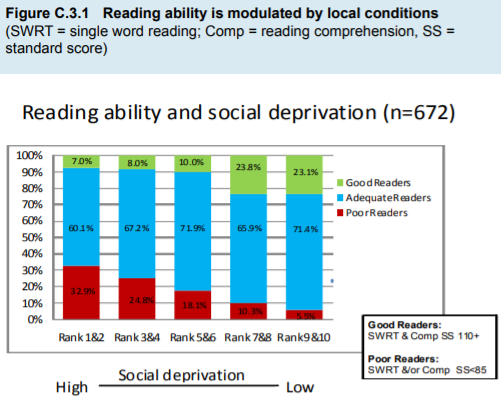 Figure C.3.1 Reading ability is modulated by local conditions
(SWRT = single word reading; Comp = reading comprehension, SS =
standard score)
Reading ability and social deprivation (n=672)
100%
90%
80%
70%
60%
50%
40%
30%
20%
10%
0%
7.0%
8.0%
10.0%
23.8%
23.1%
60.1%
67.2%
71.9%
65.9%
71.4%
32.9%
24.8%
18.1%
10.3%
5.5%
Good Readers
Adequate Readers
Poor Readers
Rank 1&2 Rank 3&4 Rank 5&6 Rank 7&8 Rank 9 & 10
Social deprivation
High
Low
Good Readers:
SWRT & Comp SS 110+
Poor Readers:
SWRT &/or Comp SS<85